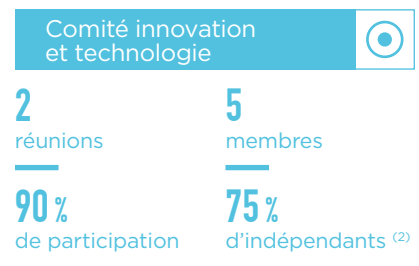 Comité innovation
et technologie
2
réunions
5
membres
90 %
de participation
75 %
d'indépendants (2)